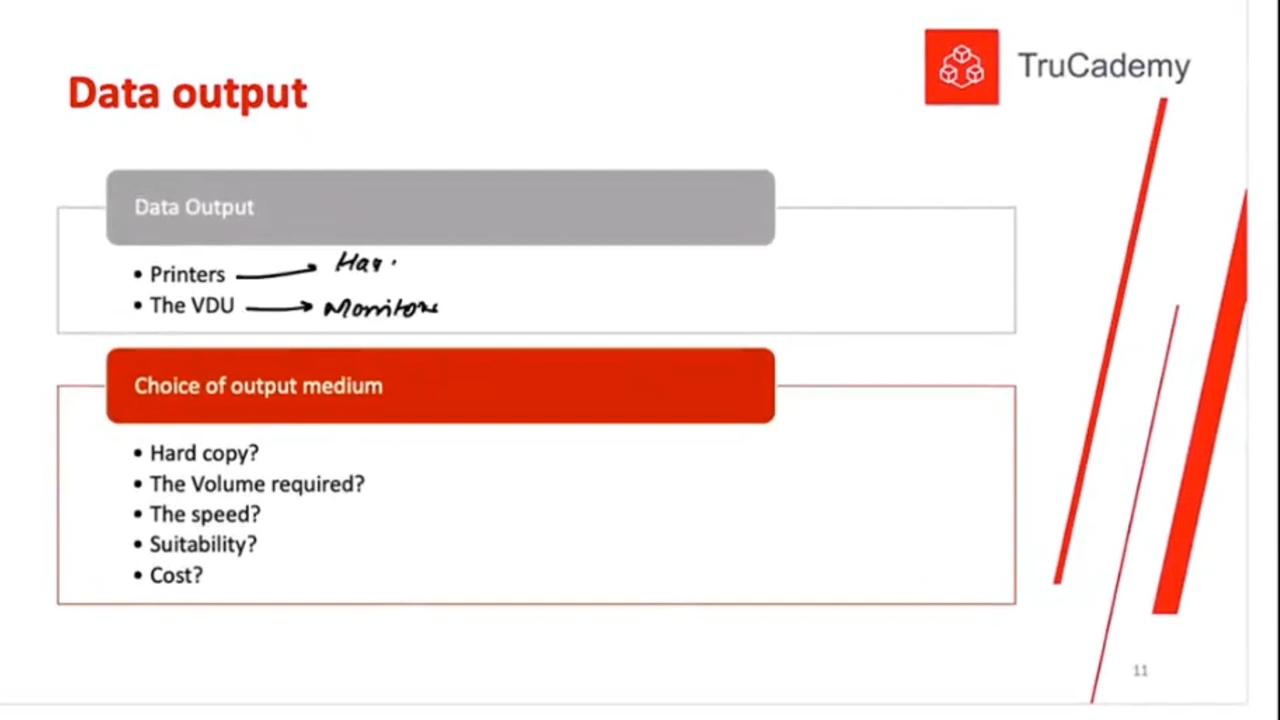 TruCademy
Data output
Data Output
• Printers
• The VDU Monitors
Choice of output medium
• Hard copy?
• The Volume required?
• The speed?
• Suitability?
• Cost?
11